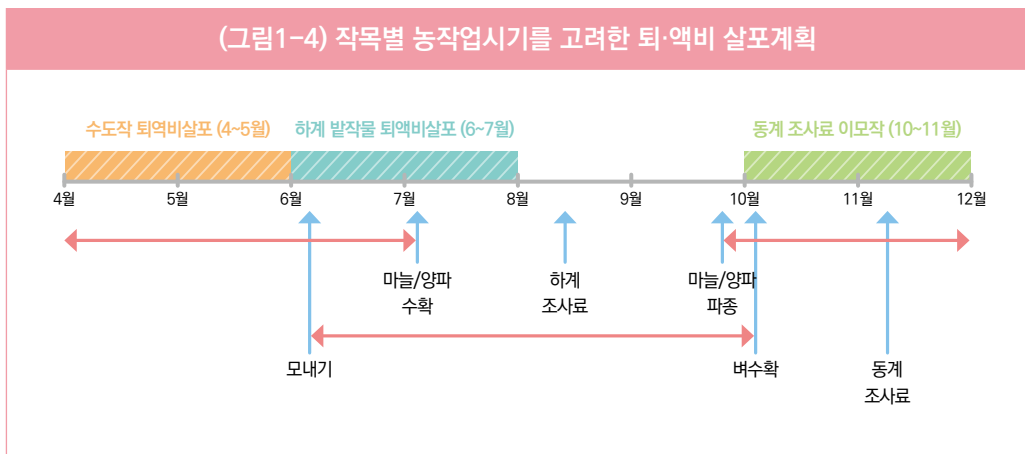 (그림1-4) 작목별 농작업시기를 고려한 퇴·액비 살포계획
수도작 퇴역비살포 (4~5월)
하계 밭작물 퇴액비살포 (6~7월)
동계 조사료 이모작 (10~11월)
4월
5월
6월
7월
8월
9월
10월
11월
12월
마늘/양파
수확
하계
조사료
마늘/양파
파종
모내기
벼수확
동계
조사료